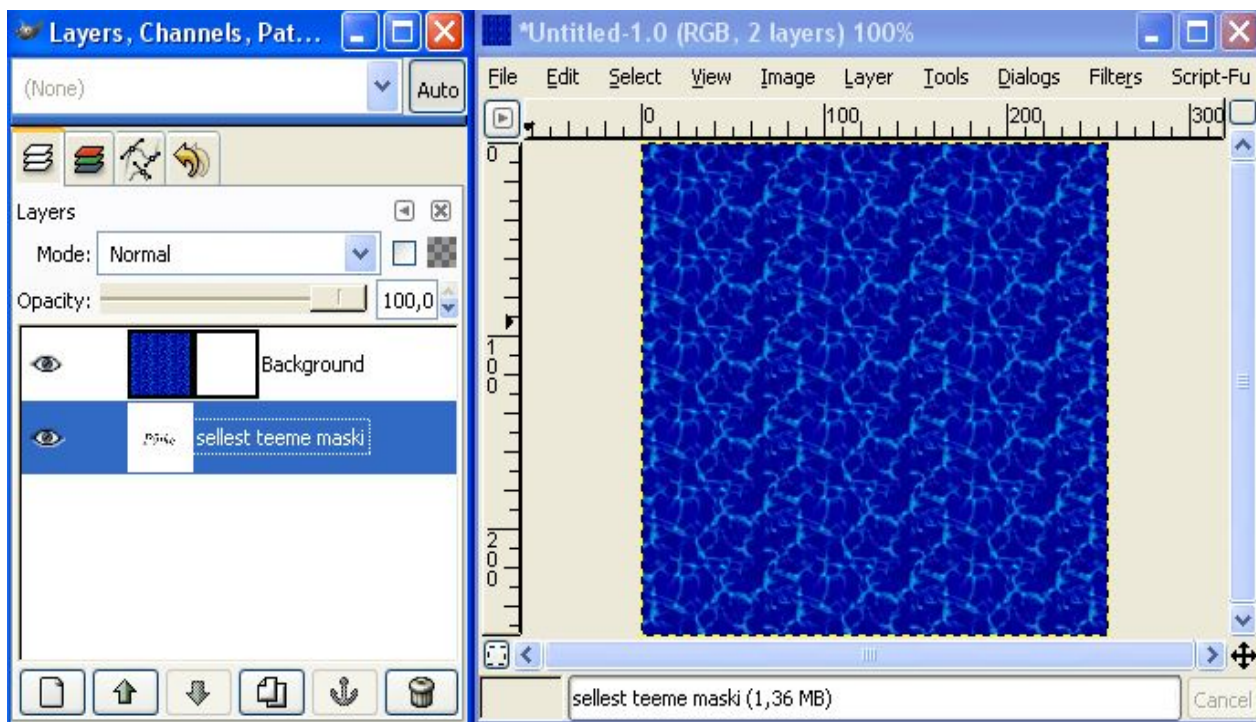 Layers, Channels, Pat...
(None)
Auto
Layers
Mode: Normal
Opacity: 100,0
Background
sellest teeme maski
*Untitled-1.0 (RGB, 2 layers) 100%
File Edit Select View Image Layer Tools Dialogs Filters Script-Fu
0 100 200 300
0
100
200
sellest teeme maski (1,36 MB)
Cancel